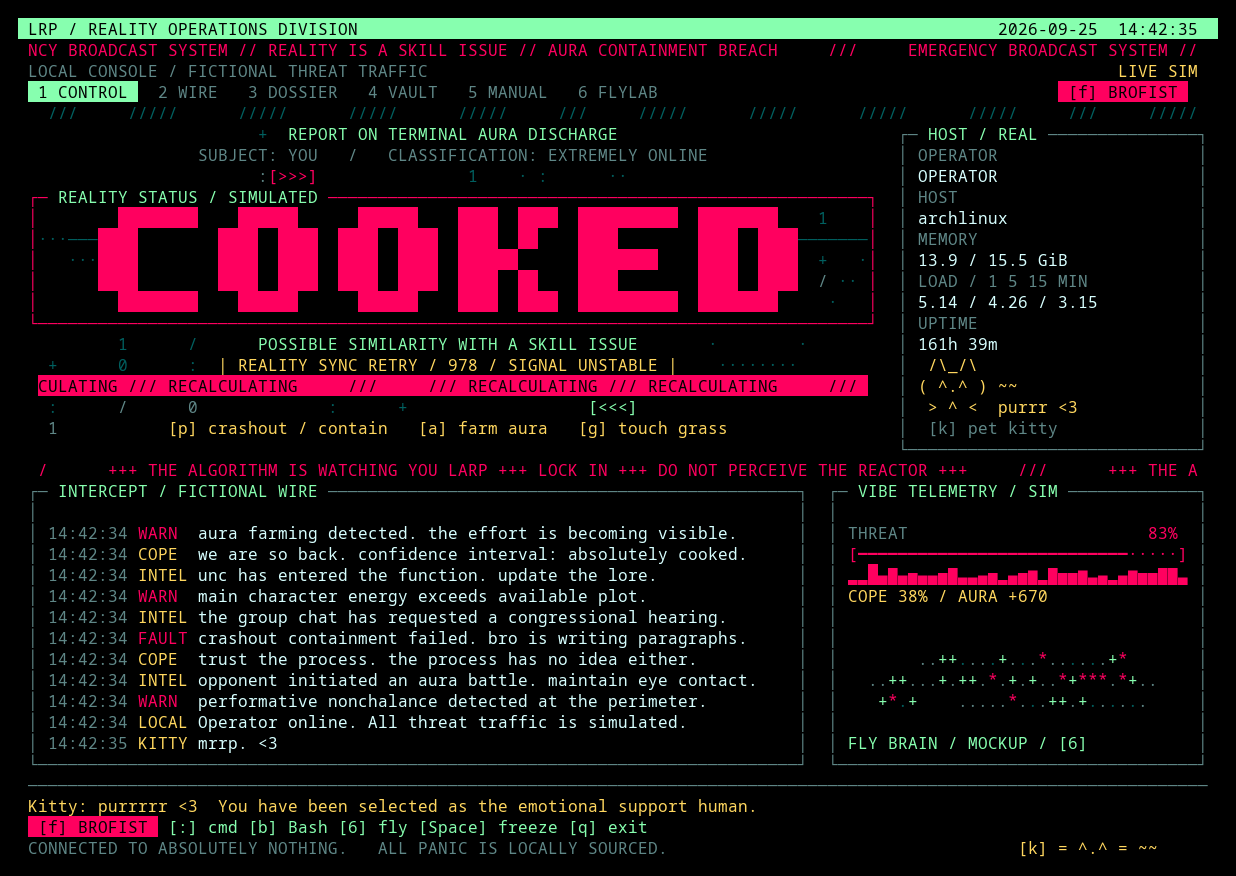 LRP / REALITY OPERATIONS DIVISION 2026-09-25 14:42:35
NCY BROADCAST SYSTEM // REALITY IS A SKILL ISSUE // AURA CONTAINMENT BREACH /// EMERGENCY BROADCAST SYSTEM //
LOCAL CONSOLE / FICTIONAL THREAT TRAFFIC LIVE SIM
1 CONTROL 2 WIRE 3 DOSSIER 4 VAULT 5 MANUAL 6 FLYLAB [f] BROFIST
/// ///// ///// ///// ///// /// ///// ///// ///// ///// /// /////
+ REPORT ON TERMINAL AURA DISCHARGE
SUBJECT: YOU / CLASSIFICATION: EXTREMELY ONLINE
:[>>>] 1 · : ··
REALITY STATUS / SIMULATED
COOKED
1
+ ·
/ ··
·
1 / POSSIBLE SIMILARITY WITH A SKILL ISSUE · ·
+ 0 : | REALITY SYNC RETRY / 978 / SIGNAL UNSTABLE | ········
CULATING /// RECALCULATING /// /// RECALCULATING /// RECALCULATING ///
: / 0 : + [<<<]
1 [p] crashout / contain [a] farm aura [g] touch grass
HOST / REAL
OPERATOR
OPERATOR
HOST
archlinux
MEMORY
13.9 / 15.5 GiB
LOAD / 1 5 15 MIN
5.14 / 4.26 / 3.15
UPTIME
161h 39m
/\_/\
( ^.^ ) ~~
> ^ < purrr <3
[k] pet kitty
/ +++ THE ALGORITHM IS WATCHING YOU LARP +++ LOCK IN +++ DO NOT PERCEIVE THE REACTOR +++ /// +++ THE A
INTERCEPT / FICTIONAL WIRE
14:42:34 WARN aura farming detected. the effort is becoming visible.
14:42:34 COPE we are so back. confidence interval: absolutely cooked.
14:42:34 INTEL unc has entered the function. update the lore.
14:42:34 WARN main character energy exceeds available plot.
14:42:34 INTEL the group chat has requested a congressional hearing.
14:42:34 FAULT crashout containment failed. bro is writing paragraphs.
14:42:34 COPE trust the process. the process has no idea either.
14:42:34 INTEL opponent initiated an aura battle. maintain eye contact.
14:42:34 WARN performative nonchalance detected at the perimeter.
14:42:34 LOCAL Operator online. All threat traffic is simulated.
14:42:35 KITTY mrrp. <3
VIBE TELEMETRY / SIM
THREAT 83%
COPE 38% / AURA +670
..++....+...*......+*
..++...+.++.*.+.+..*+***.*+..
+*.+ .....*...++.+......
FLY BRAIN / MOCKUP / [6]
Kitty: purrrrr <3 You have been selected as the emotional support human.
[f] BROFIST [:] cmd [b] Bash [6] fly [Space] freeze [q] exit
CONNECTED TO ABSOLUTELY NOTHING. ALL PANIC IS LOCALLY SOURCED. [k] = ^.^ = ~~